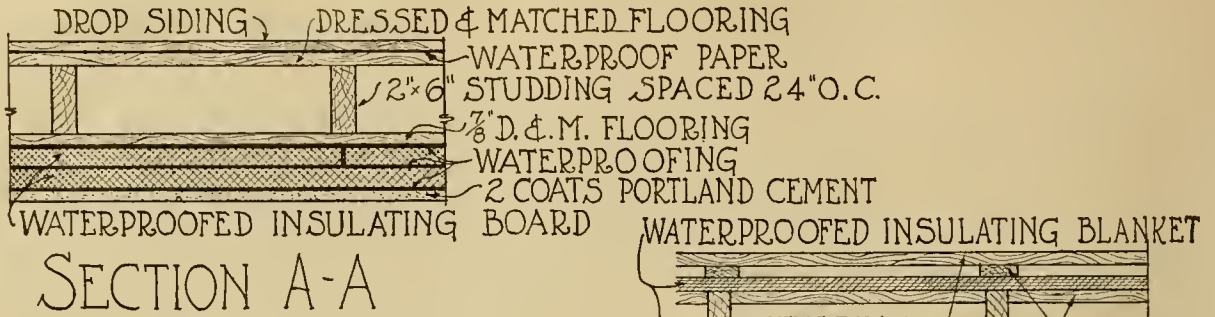 DROP SIDING DRESSED & MATCHED FLOORING
WATERPROOF PAPER
2"x6" STUDDING SPACED 24" O.C.
7/8" D. & M. FLOORING
WATERPROOFING
2 COATS PORTLAND CEMENT
WATERPROOFED INSULATING BOARD
WATERPROOFED INSULATING BLANKET
SECTION A-A